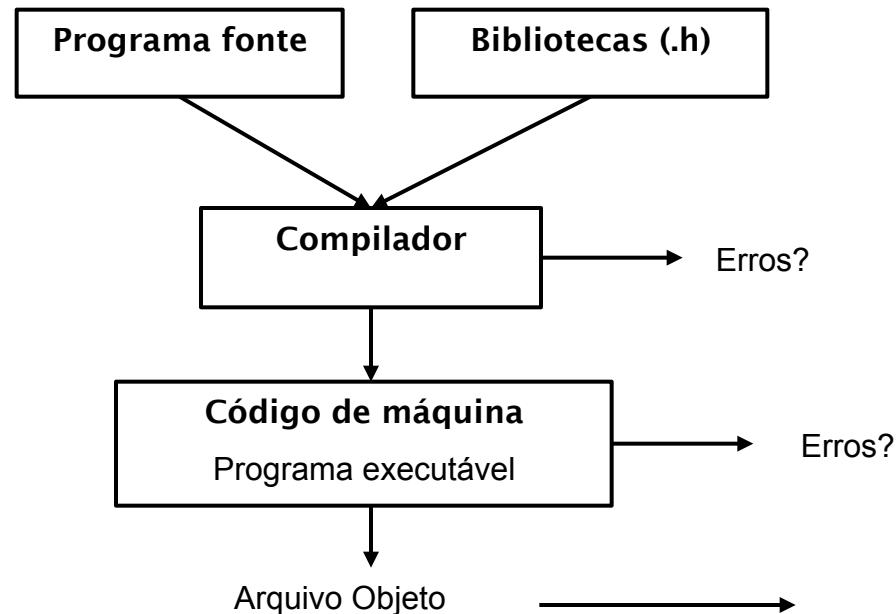 Programa fonte
Bibliotecas (.h)
Compilador
Erros?
Código de máquina
Programa executável
Erros?
Arquivo Objeto